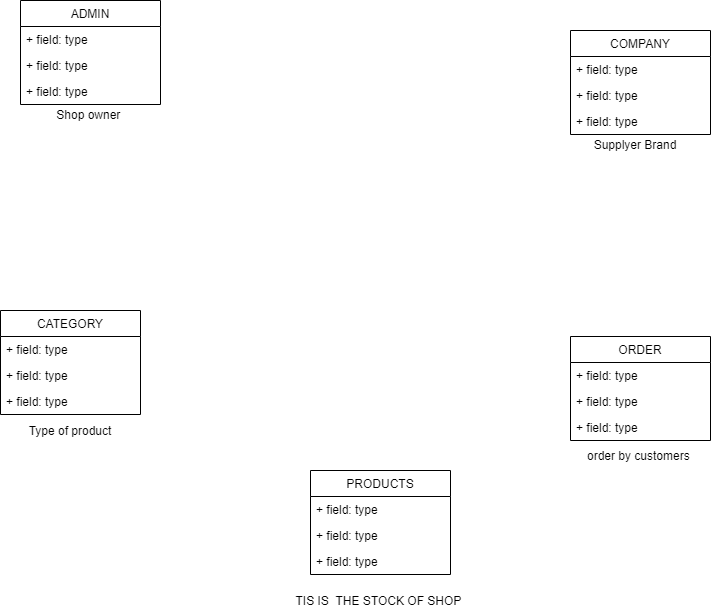 ADMIN
+ field: type
+ field: type
+ field: type
Shop owner
COMPANY
+ field: type
+ field: type
+ field: type
Supplyer Brand
CATEGORY
+ field: type
+ field: type
+ field: type
Type of product
ORDER
+ field: type
+ field: type
+ field: type
order by customers
PRODUCTS
+ field: type
+ field: type
+ field: type
TIS IS  THE STOCK OF SHOP